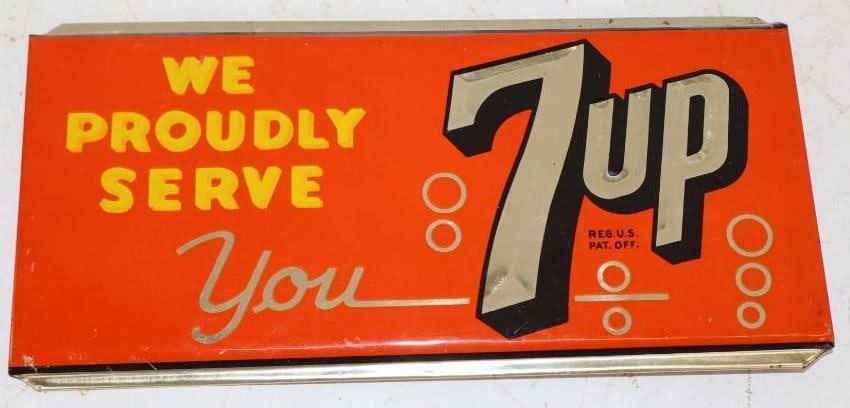 WE
PROUDLY
SERVE
You
7up
REG.U.S.
PAT. OFF.